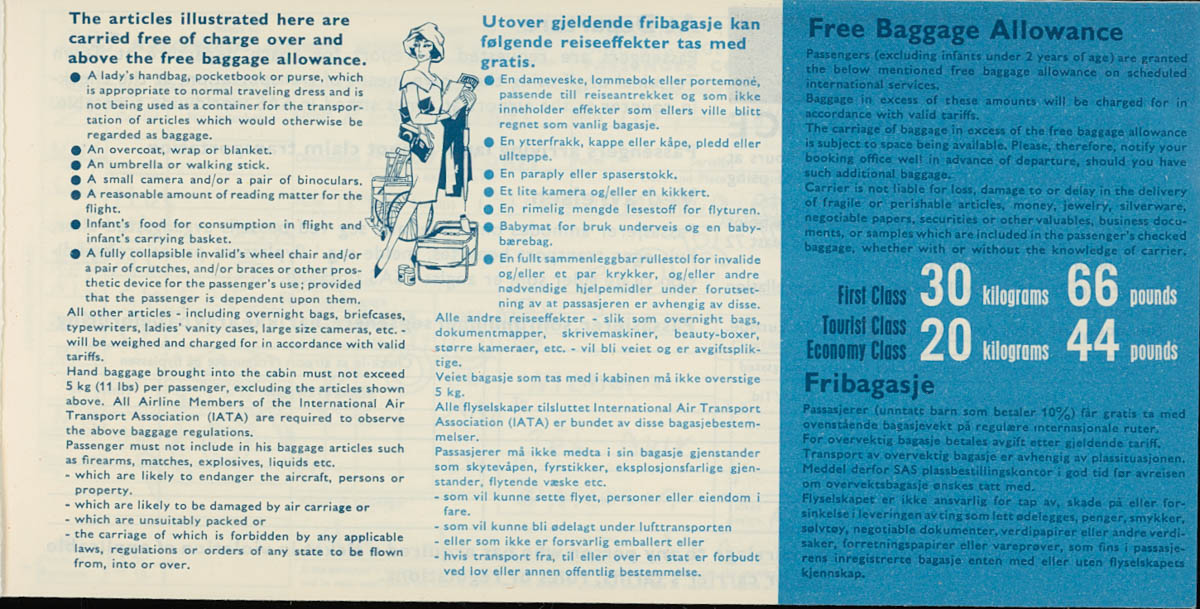 The articles illustrated here are
carried free of charge over and
above the free baggage allowance.
● A lady's handbag, pocketbook or purse, which
is appropriate to normal traveling dress and is
not being used as a container for the transpor-
tation of articles which would otherwise be
regarded as baggage.
● An overcoat, wrap or blanket.
● An umbrella or walking stick.
● A small camera and/or a pair of binoculars.
● A reasonable amount of reading matter for the
flight.
● Infant's food for consumption in flight and
infant's carrying basket.
● A fully collapsible invalid's wheel chair and/or
a pair of crutches, and/or braces or other pros-
thetic device for the passenger's use; provided
that the passenger is dependent upon them.
All other articles - including overnight bags, briefcases,
typewriters, ladies' vanity cases, large size cameras, etc. -
will be weighed and charged for in accordance with valid
tariffs.
Hand baggage brought into the cabin must not exceed
5 kg (11 lbs) per passenger, excluding the articles shown
above. All Airline Members of the International Air
Transport Association (IATA) are required to observe
the above baggage regulations.
Passenger must not include in his baggage articles such
as firearms, matches, explosives, liquids etc.
- which are likely to endanger the aircraft, persons or
property.
- which are likely to be damaged by air carriage or
- which are unsuitably packed or
- the carriage of which is forbidden by any applicable
laws, regulations or orders of any state to be flown
from, into or over.
Utover gjeldende fribagasje kan
følgende reiseeffekter tas med
gratis.
● En dameveske, lommebok eller portemoné,
passende till reiseantrekket og som ikke
inneholder effekter som ellers ville blitt
regnet som vanlig bagasje.
● En ytterfrakk, kappe eller kåpe, pledd eller
ullteppe.
● En paraply eller spaserstokk.
● Et lite kamera og/eller en kikkert.
● En rimelig mengde lesestoff for flyturen.
● Babymat for bruk underveis og en baby-
bærebag.
● En fullt sammenleggbar rullestol for invalide
og/eller et par krykker, og/eller andre
nødvendige hjelpemidler under forutset-
ning av at passasjeren er avhengig av disse.
Alle andre reiseeffekter - slik som overnight bags,
dokumentmapper, skrivemaskiner, beauty-boxer,
større kameraer, etc. - vil bli veiet og er avgiftsplik-
tige.
Veiet bagasje som tas med i kabinen må ikke overstige
5 kg.
Alle flyselskaper tilsluttet International Air Transport
Association (IATA) er bundet av disse bagasjebestem-
melser.
Passasjerer må ikke medta i sin bagasje gjenstander
som skytevåpen, fyrstikker, eksplosjonsfarlige gjen-
stander, flytende væske etc.
- som vil kunne sette flyet, personer eller eiendom i
fare.
- som vil kunne bli ødelagt under lufttransporten
- eller som ikke er forsvarlig emballert eller
- hvis transport fra, til eller over en stat er forbudt
ved lov eller annen offentlig bestemmelse.
Free Baggage Allowance
Passengers (excluding infants under 2 years of age) are granted
the below mentioned free baggage allowance on scheduled
international services.
Baggage in excess of these amounts will be charged for in
accordance with valid tariffs.
The carriage of baggage in excess of the free baggage allowance
is subject to space being available. Please, therefore, notify your
booking office well in advance of departure, should you have
such additional baggage.
Carrier is not liable for loss, damage to or delay in the delivery
of fragile or perishable articles, money, jewelry, silverware,
negotiable papers, securities or other valuables, business docu-
ments, or samples which are included in the passenger's checked
baggage, whether with or without the knowledge of carrier.
First Class 30 kilograms 66 pounds
Tourist Class
Economy Class 20 kilograms 44 pounds
Fribagasje
Passasjerer (unntatt barn som betaler 10%) får gratis ta med
ovenstående bagasjevekt på regulære internasjonale ruter.
For overvektig bagasje betales avgift etter gjeldende tariff.
Transport av overvektig bagasje er avhengig av plassituasjonen.
Meddel derfor SAS plassbestillingskontor i god tid før avreisen
om overvektsbagasje ønskes tatt med.
Flyselskapet er ikke ansvarlig for tap av, skade på eller for-
sinkelse i leveringen av ting som lett ødelegges, penger, smykker,
sølvtøy, negotiable dokumenter, verdipapirer eller andre verdi-
saker, forretningspapirer eller vareprøver, som fins i passasje-
rens inregistrerte bagasje enten med eller uten flyselskapets
kjennskap.